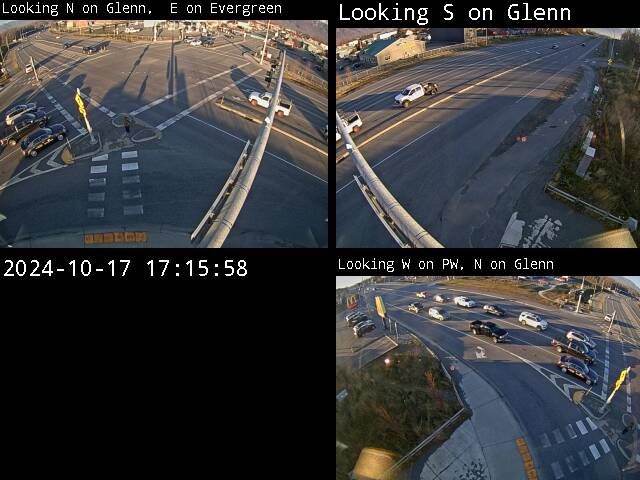 Looking N on Glenn,  E on Evergreen
Looking S on Glenn
2024-10-17 17:15:58
Looking W on PW, N on Glenn